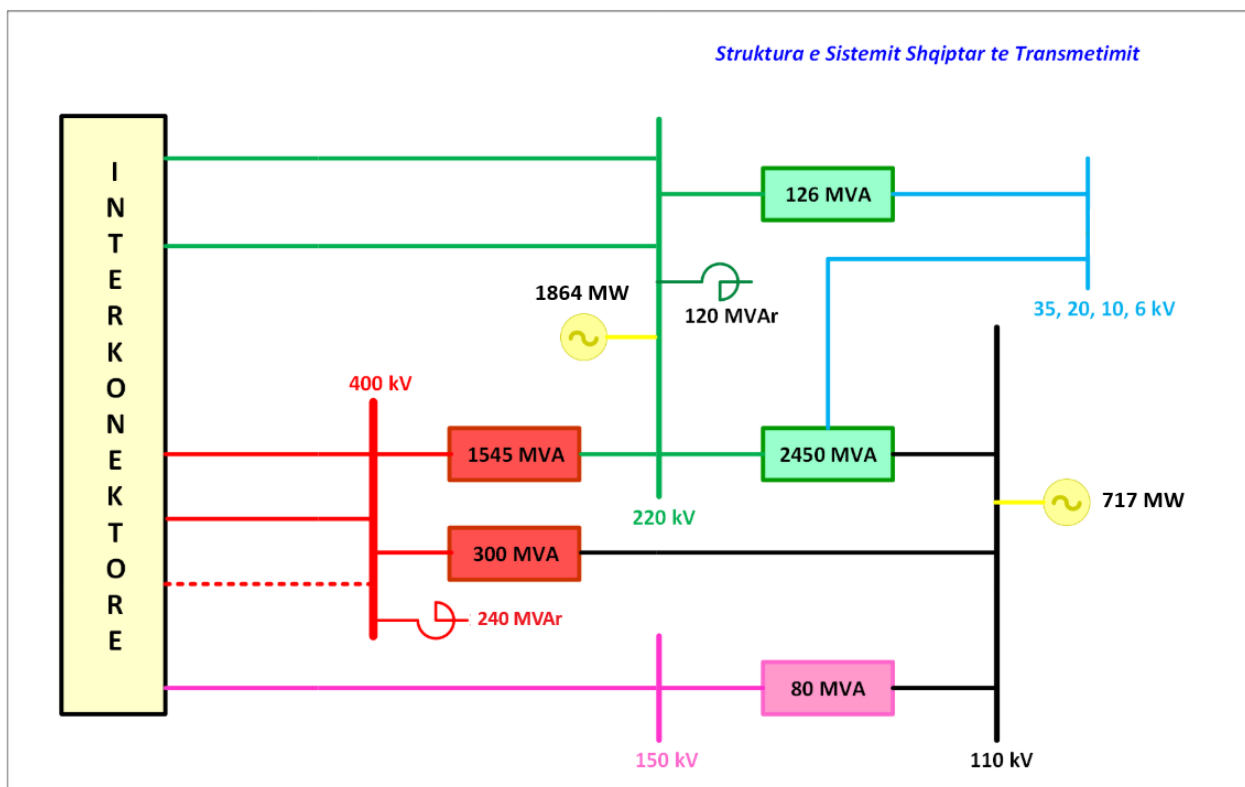 Struktura e Sistemit Shqiptar te Transmetimit
INTERKONEKTORE
126 MVA
1864 MW
120 MVAr
35, 20, 10, 6 kV
400 kV
1545 MVA
2450 MVA
717 MW
220 kV
300 MVA
240 MVAr
80 MVA
150 kV
110 kV